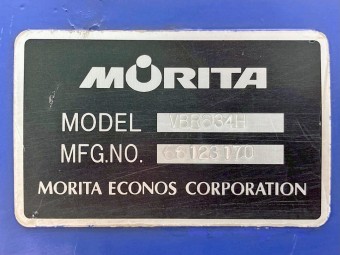 MORITA
MODEL
MFG.NO.
MORITA ECONOS CORPORATION